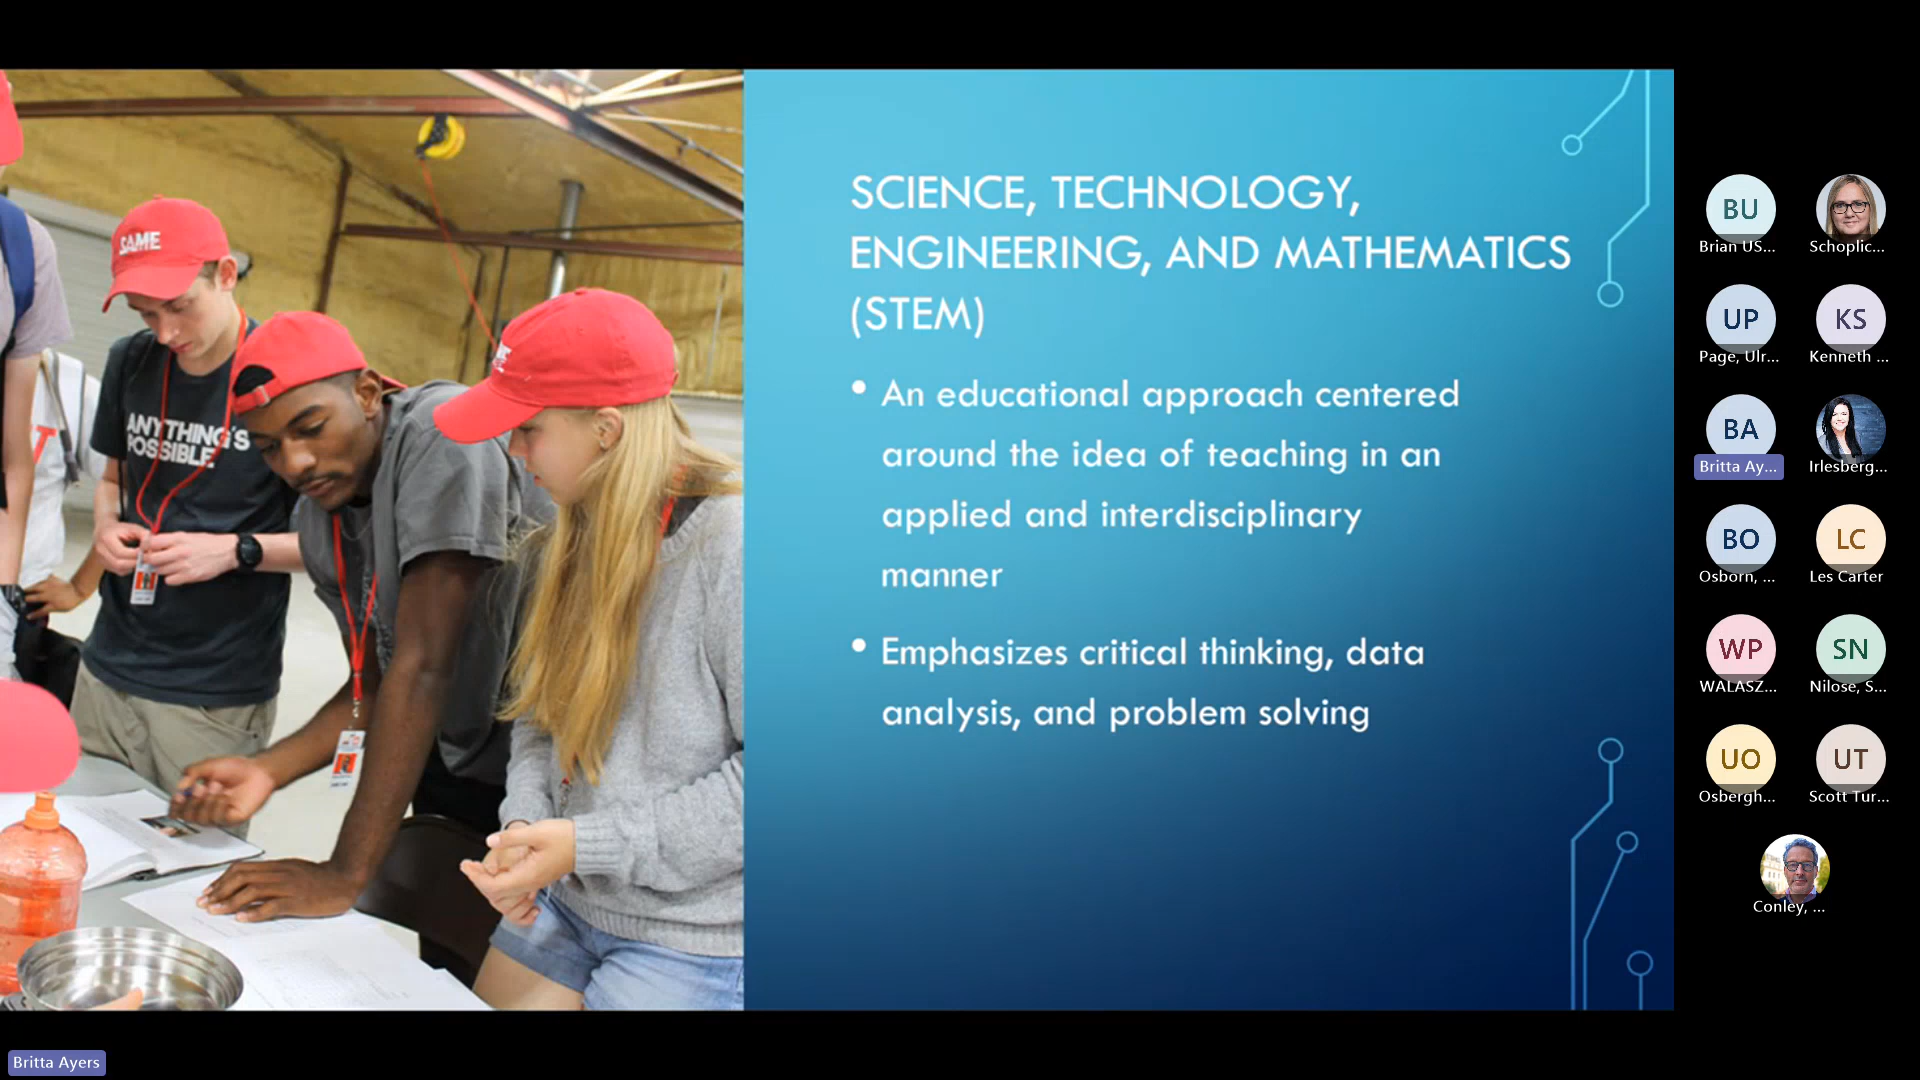 SCIENCE, TECHNOLOGY,
ENGINEERING, AND MATHEMATICS
(STEM)
• An educational approach centered
around the idea of teaching in an
applied and interdisciplinary
manner
• Emphasizes critical thinking, data
analysis, and problem solving
SAME
ANYTHING'S
POSSIBLE
BU
Brian US...
Schoplic...
UP
Page, Ulr...
KS
Kenneth ...
BA
Britta Ay...
Irlesberg...
BO
Osborn, ...
LC
Les Carter
WP
WALASZ...
SN
Nilose, S...
UO
Osbergh...
UT
Scott Tur...
Conley, ...
Britta Ayers